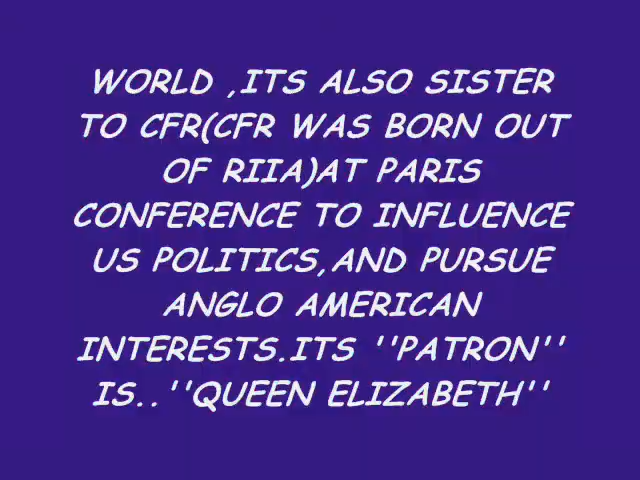 WORLD ,ITS ALSO SISTER
TO CFR(CFR WAS BORN OUT
OF RIIA)AT PARIS
CONFERENCE TO INFLUENCE
US POLITICS,AND PURSUE
ANGLO AMERICAN
INTERESTS.ITS ''PATRON''
IS..''QUEEN ELIZABETH''